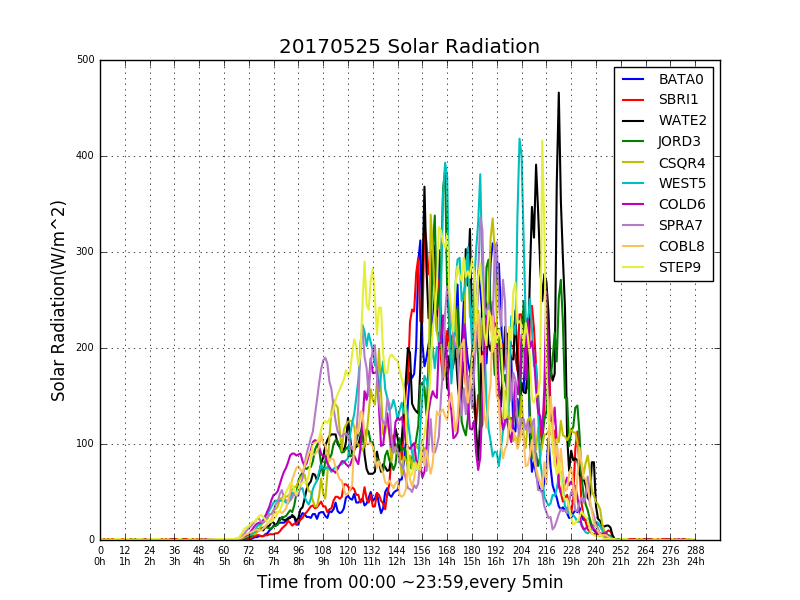 20170525 Solar Radiation
500
400
300
200
100
0
Solar Radiation(W/m^2)
BATA0
SBRI1
WATE2
JORD3
CSQR4
WEST5
COLD6
SPRA7
COBL8
STEP9
0 12 24 36 48 60 72 84 96 108 120 132 144 156 168 180 192 204 216 228 240 252 264 276 288
0h 1h 2h 3h 4h 5h 6h 7h 8h 9h 10h 11h 12h 13h 14h 15h 16h 17h 18h 19h 20h 21h 22h 23h 24h
Time from 00:00 ~23:59,every 5min